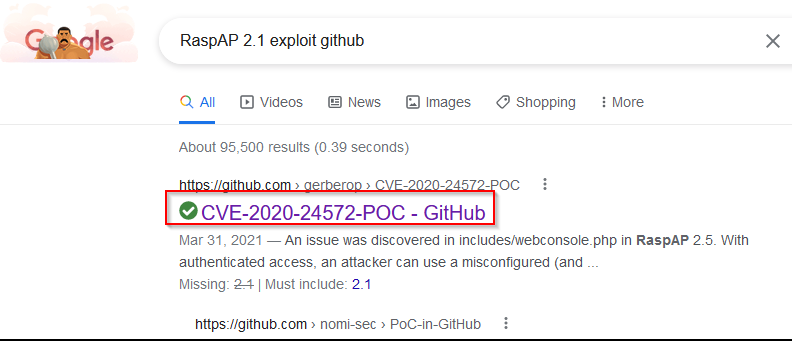 Google
RaspAP 2.1 exploit github
All Videos News Images Shopping More
About 95,500 results (0.39 seconds)
https://github.com › gerberop › CVE-2020-24572-POC
CVE-2020-24572-POC - GitHub
Mar 31, 2021 — An issue was discovered in includes/webconsole.php in RaspAP 2.5. With
authenticated access, an attacker can use a misconfigured (and ...
Missing: 2.1 | Must include: 2.1
https://github.com › nomi-sec › PoC-in-GitHub